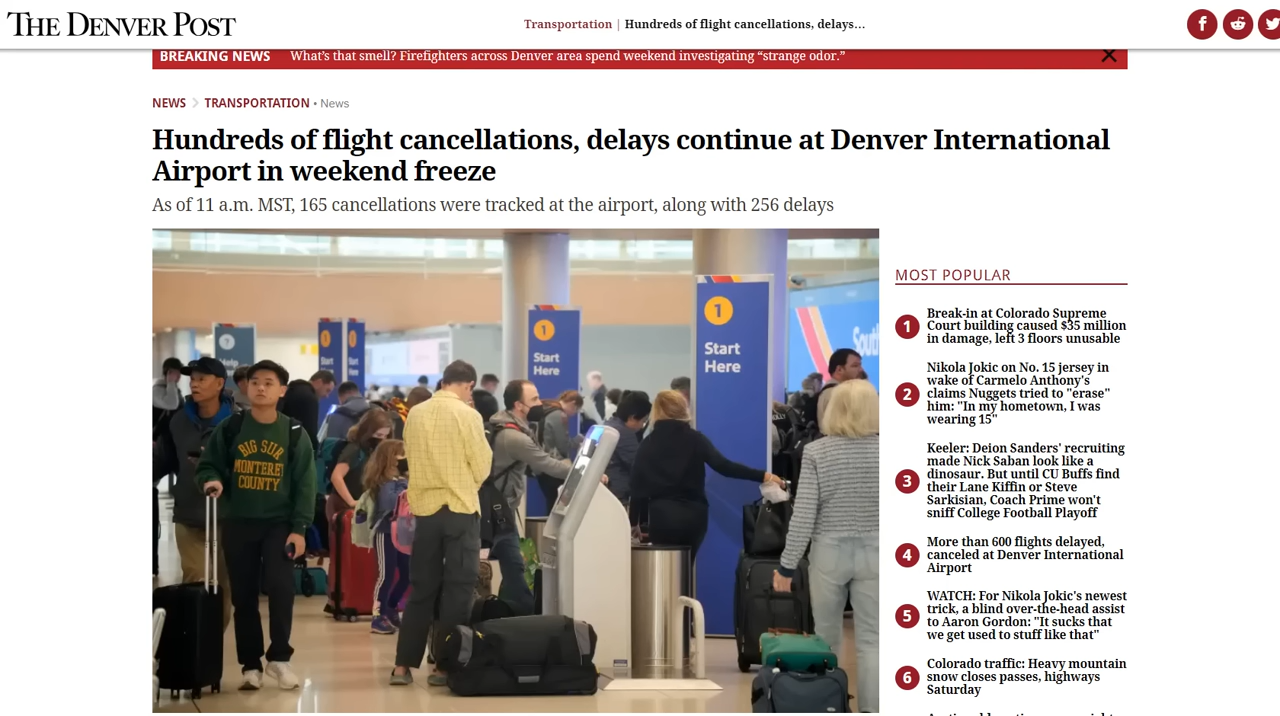 THE DENVER POST
Transportation | Hundreds of flight cancellations, delays...
BREAKING NEWS What's that smell? Firefighters across Denver area spend weekend investigating “strange odor.”
NEWS > TRANSPORTATION • News
Hundreds of flight cancellations, delays continue at Denver International
Airport in weekend freeze
As of 11 a.m. MST, 165 cancellations were tracked at the airport, along with 256 delays
1
Start
Here
1
Start
Here
1
Start
Here
?
Help
South
BIG SUR
MONTEREY
COUNTY
MOST POPULAR
1
Break-in at Colorado Supreme
Court building caused $35 million
in damage, left 3 floors unusable
2
Nikola Jokic on No. 15 jersey in
wake of Carmelo Anthony's
claims Nuggets tried to "erase"
him: "In my hometown, I was
wearing 15"
3
Keeler: Deion Sanders' recruiting
made Nick Saban look like a
dinosaur. But until CU Buffs find
their Lane Kiffin or Steve
Sarkisian, Coach Prime won't
sniff College Football Playoff
4
More than 600 flights delayed,
canceled at Denver International
Airport
5
WATCH: For Nikola Jokic's newest
trick, a blind over-the-head assist
to Aaron Gordon: "It sucks that
we get used to stuff like that"
6
Colorado traffic: Heavy mountain
snow closes passes, highways
Saturday